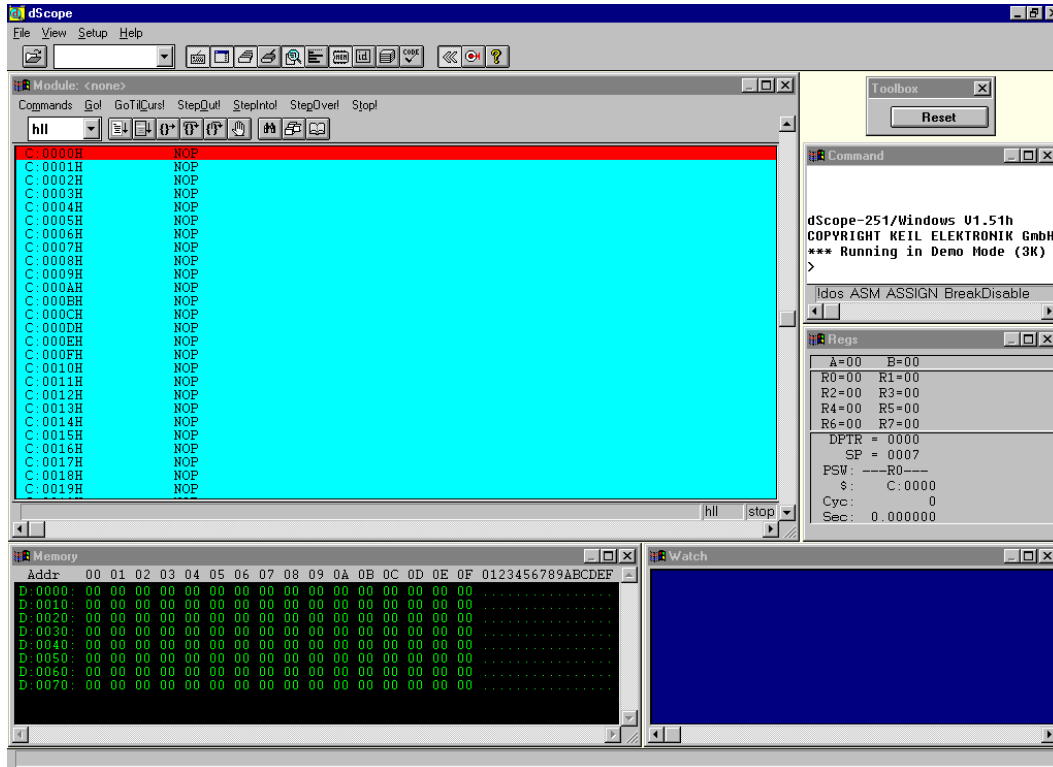 dScope
File View Setup Help
Module: <none>
Commands Go! GoTilCurs! StepOut! StepInto! StepOver! Stop!
hll
C:0000H NOP
C:0001H NOP
C:0002H NOP
C:0003H NOP
C:0004H NOP
C:0005H NOP
C:0006H NOP
C:0007H NOP
C:0008H NOP
C:0009H NOP
C:000AH NOP
C:000BH NOP
C:000CH NOP
C:000DH NOP
C:000EH NOP
C:000FH NOP
C:0010H NOP
C:0011H NOP
C:0012H NOP
C:0013H NOP
C:0014H NOP
C:0015H NOP
C:0016H NOP
C:0017H NOP
C:0018H NOP
C:0019H NOP
hll stop
Toolbox
Reset
Command
dScope-251/Windows V1.51h
COPYRIGHT KEIL ELEKTRONIK GmbH
*** Running in Demo Mode (3K)
>
!dos ASM ASSIGN BreakDisable
Regs
A=00 B=00
R0=00 R1=00
R2=00 R3=00
R4=00 R5=00
R6=00 R7=00
DPTR = 0000
SP = 0007
PSW: ---R0---
$: C:0000
Cyc: 0
Sec: 0.000000
Memory
Addr 00 01 02 03 04 05 06 07 08 09 0A 0B 0C 0D 0E 0F 0123456789ABCDEF
D:0000: 00 00 00 00 00 00 00 00 00 00 00 00 00 00 00 00 ................
D:0010: 00 00 00 00 00 00 00 00 00 00 00 00 00 00 00 00 ................
D:0020: 00 00 00 00 00 00 00 00 00 00 00 00 00 00 00 00 ................
D:0030: 00 00 00 00 00 00 00 00 00 00 00 00 00 00 00 00 ................
D:0040: 00 00 00 00 00 00 00 00 00 00 00 00 00 00 00 00 ................
D:0050: 00 00 00 00 00 00 00 00 00 00 00 00 00 00 00 00 ................
D:0060: 00 00 00 00 00 00 00 00 00 00 00 00 00 00 00 00 ................
D:0070: 00 00 00 00 00 00 00 00 00 00 00 00 00 00 00 00 ................
Watch